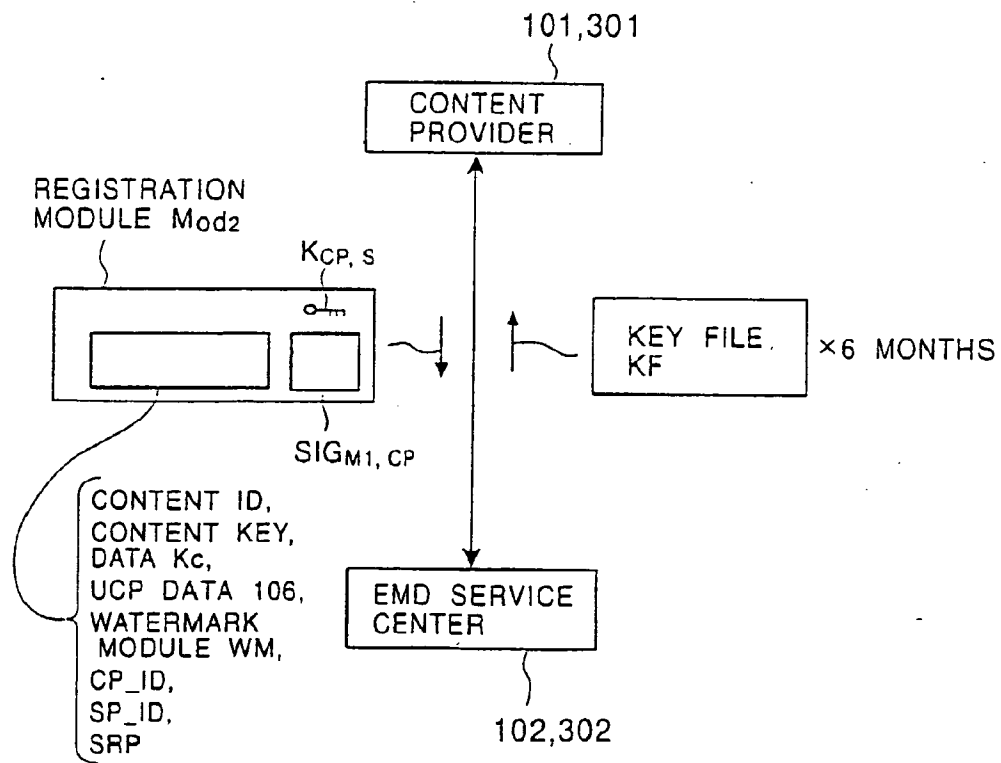 101,301
CONTENT
PROVIDER
REGISTRATION
MODULE Mod2
KCP, S
KEY FILE,
KF
×6 MONTHS
SIGM1, CP
CONTENT ID,
CONTENT KEY,
DATA Kc,
UCP DATA 106,
WATERMARK
MODULE WM,
CP_ID,
SP_ID,
SRP
EMD SERVICE
CENTER
102,302